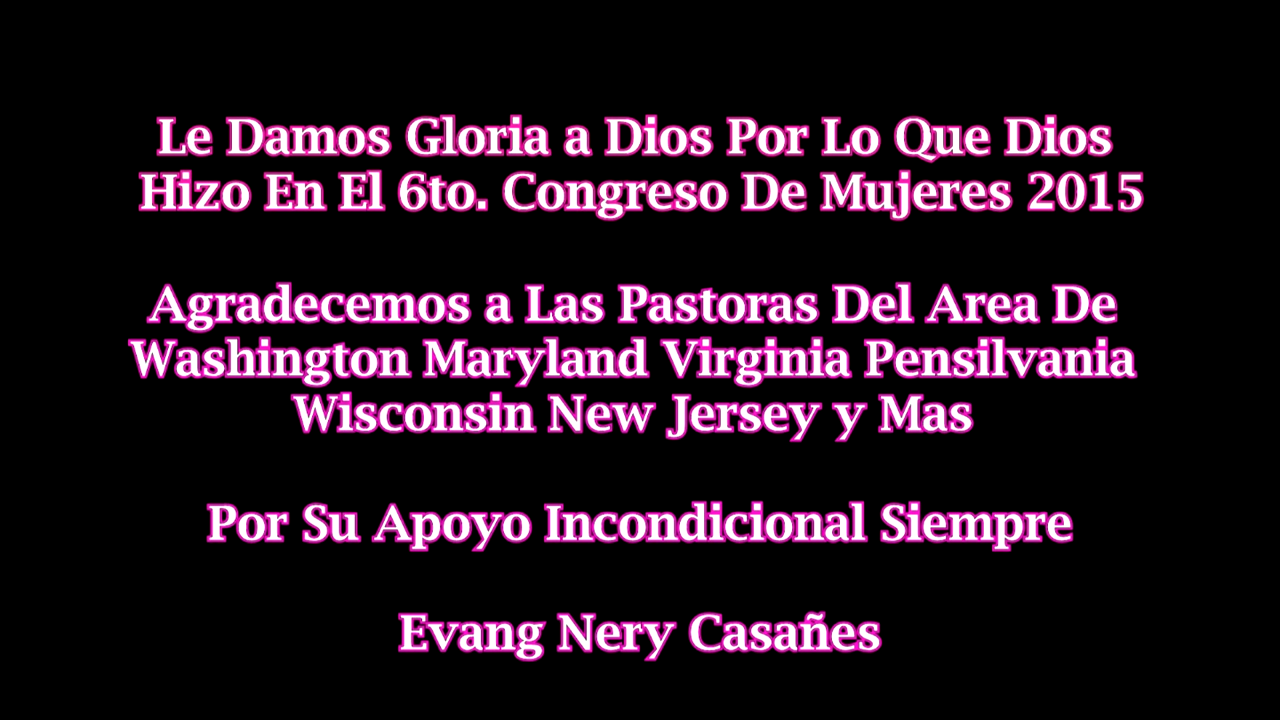 Le Damos Gloria a Dios Por Lo Que Dios
Hizo En El 6to. Congreso De Mujeres 2015
Agradecemos a Las Pastoras Del Area De
Washington Maryland Virginia Pensilvania
Wisconsin New Jersey y Mas
Por Su Apoyo Incondicional Siempre
Evang Nery Casañes